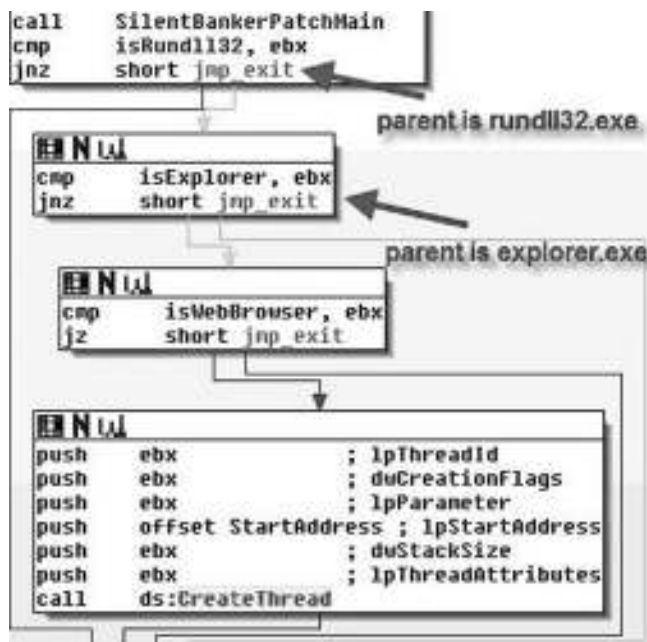 call SilentBankerPatchMain
cmp isRundll32, ebx
jnz short jmp_exit
parent is rundll32.exe
cmp isExplorer, ebx
jnz short jmp_exit
parent is explorer.exe
cmp isWebBrowser, ebx
jz short jmp_exit
push ebx ; lpThreadId
push ebx ; dwCreationFlags
push ebx ; lpParameter
push offset StartAddress ; lpStartAddress
push ebx ; dwStackSize
push ebx ; lpThreadAttributes
call ds:CreateThread